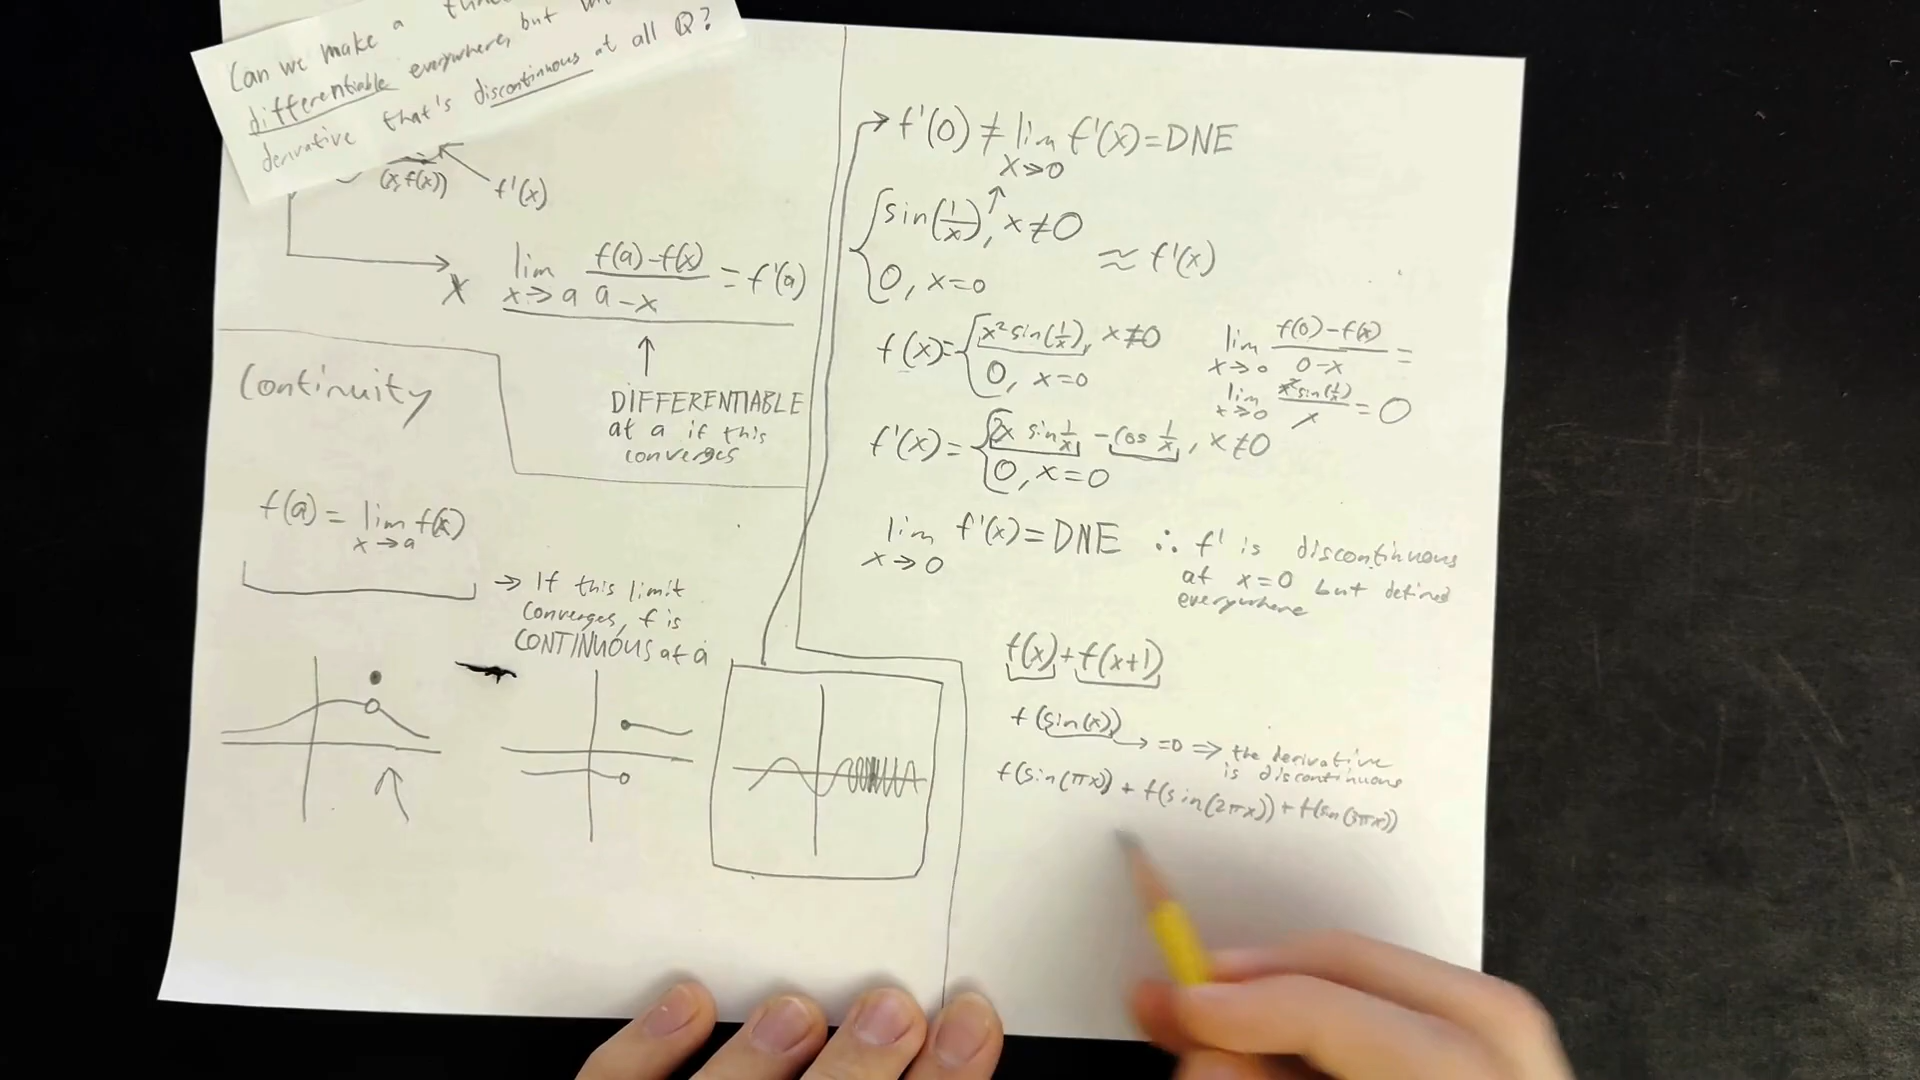 Can we make a
differentiable everywhere, but
derivative that's discontinuous at all Q?
(x, f(x))
f'(x)
x
lim x→a (f(a)-f(x))/(a-x) = f'(a)
↑
DIFFERENTIABLE
at a if this
converges
Continuity
f(a) = lim x→a f(x)
→ If this limit
converges, f is
CONTINUOUS at a
f'(0) ≠ lim x→0 f'(x) = DNE
{ sin(1/x), x≠0
0, x=0
≈ f'(x)
f(x) = { x² sin(1/x), x≠0
0, x=0
lim x→0 (f(0)-f(x))/(0-x) =
lim x→0 (x² sin(1/x))/x = 0
f'(x) = { 2x sin 1/x - cos 1/x, x≠0
0, x=0
lim x→0 f'(x) = DNE ∴ f' is discontinuous
at x=0 but defined
everywhere
f(x) + f(x+1)
f(sin(x))
→ =0 ⇒ the derivative
is discontinuous
f(sin(πx)) + f(sin(2πx)) + f(sin(3πx))